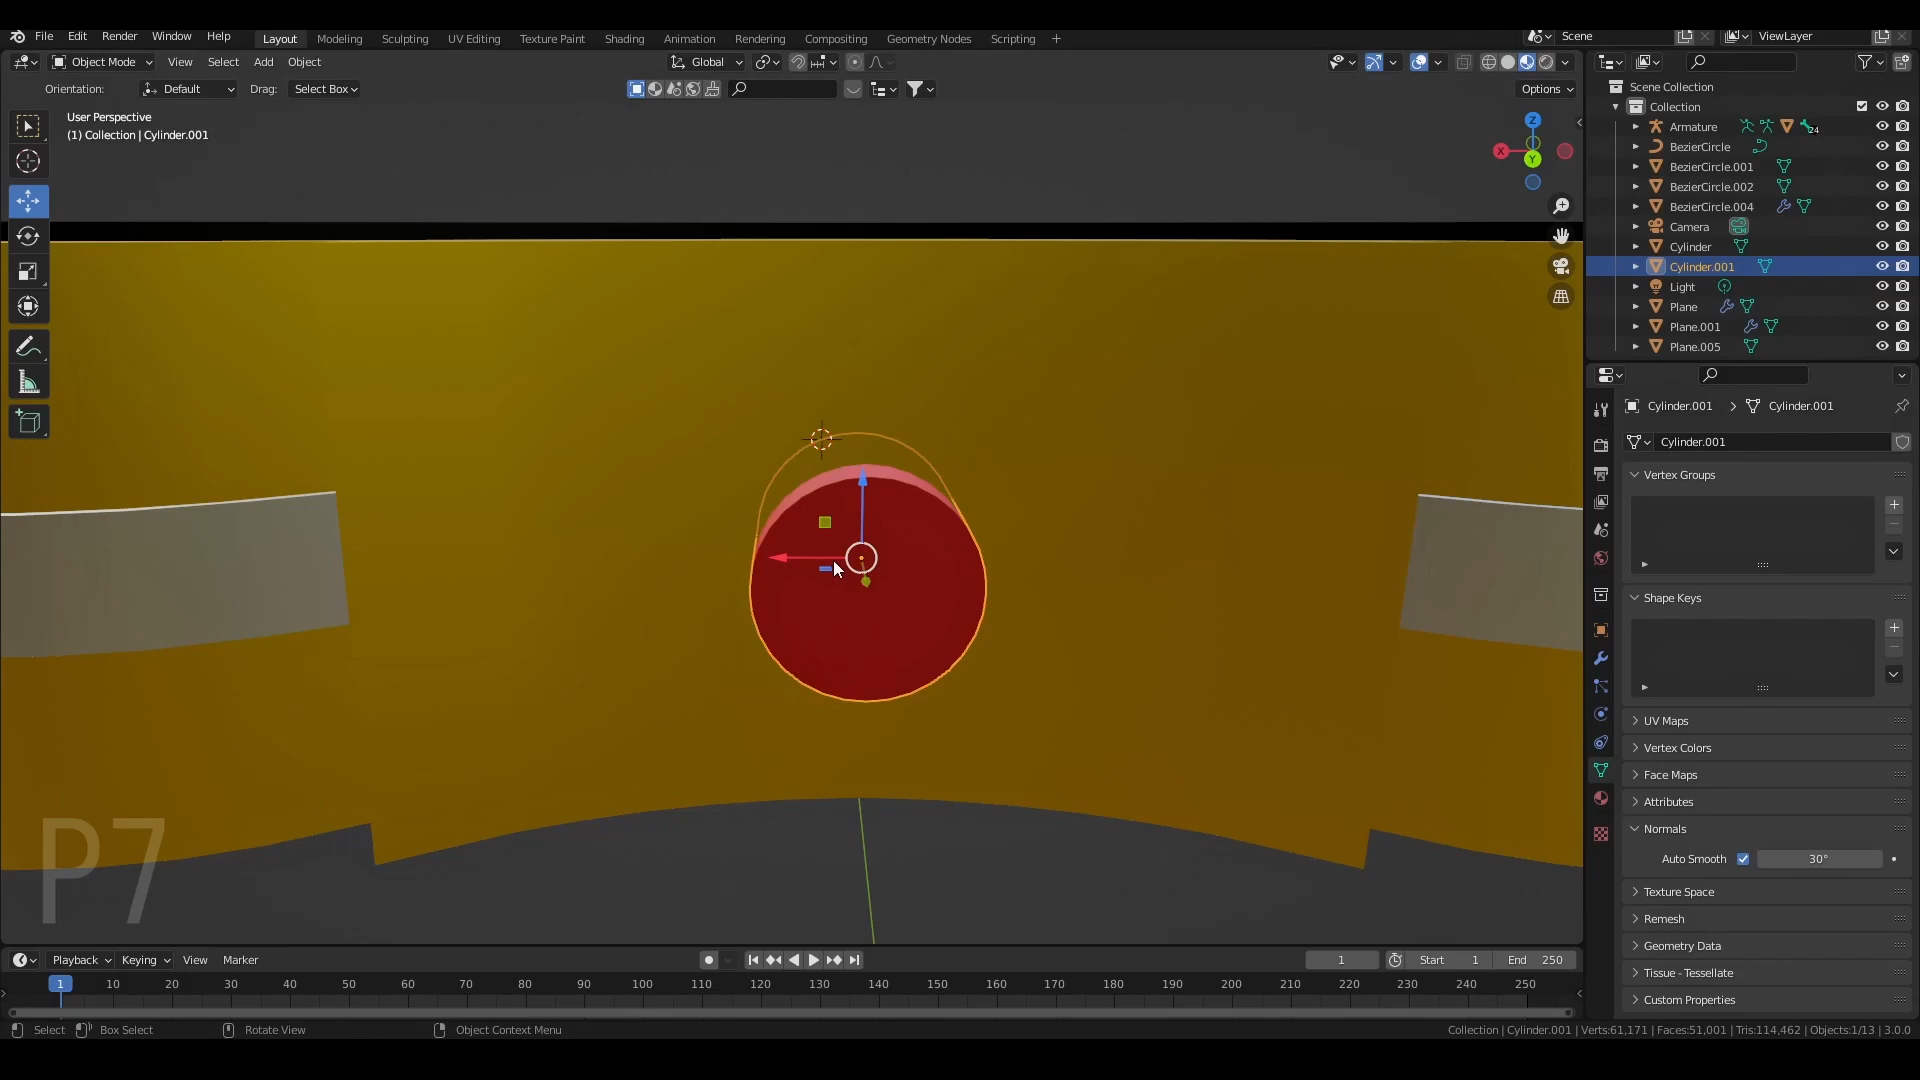 File Edit Render Window Help Layout Modeling Sculpting UV Editing Texture Paint Shading Animation Rendering Compositing Geometry Nodes Scripting + Scene ViewLayer
Object Mode View Select Add Object Global
Orientation: Default Drag: Select Box Options
User Perspective
(1) Collection | Cylinder.001
Z
X
Y
Scene Collection
Collection
Armature 24
BezierCircle
BezierCircle.001
BezierCircle.002
BezierCircle.004
Camera
Cylinder
Cylinder.001
Light
Plane
Plane.001
Plane.005
Cylinder.001 Cylinder.001
Cylinder.001
Vertex Groups
Shape Keys
UV Maps
Vertex Colors
Face Maps
Attributes
Normals
Auto Smooth 30°
Texture Space
Remesh
Geometry Data
Tissue - Tessellate
Custom Properties
P7
Playback Keying View Marker 1 Start 1 End 250
1 10 20 30 40 50 60 70 80 90 100 110 120 130 140 150 160 170 180 190 200 210 220 230 240 250
Select Box Select Rotate View Object Context Menu Collection | Cylinder.001 | Verts:61,171 | Faces:51,001 | Tris:114,462 | Objects:1/13 | 3.0.0